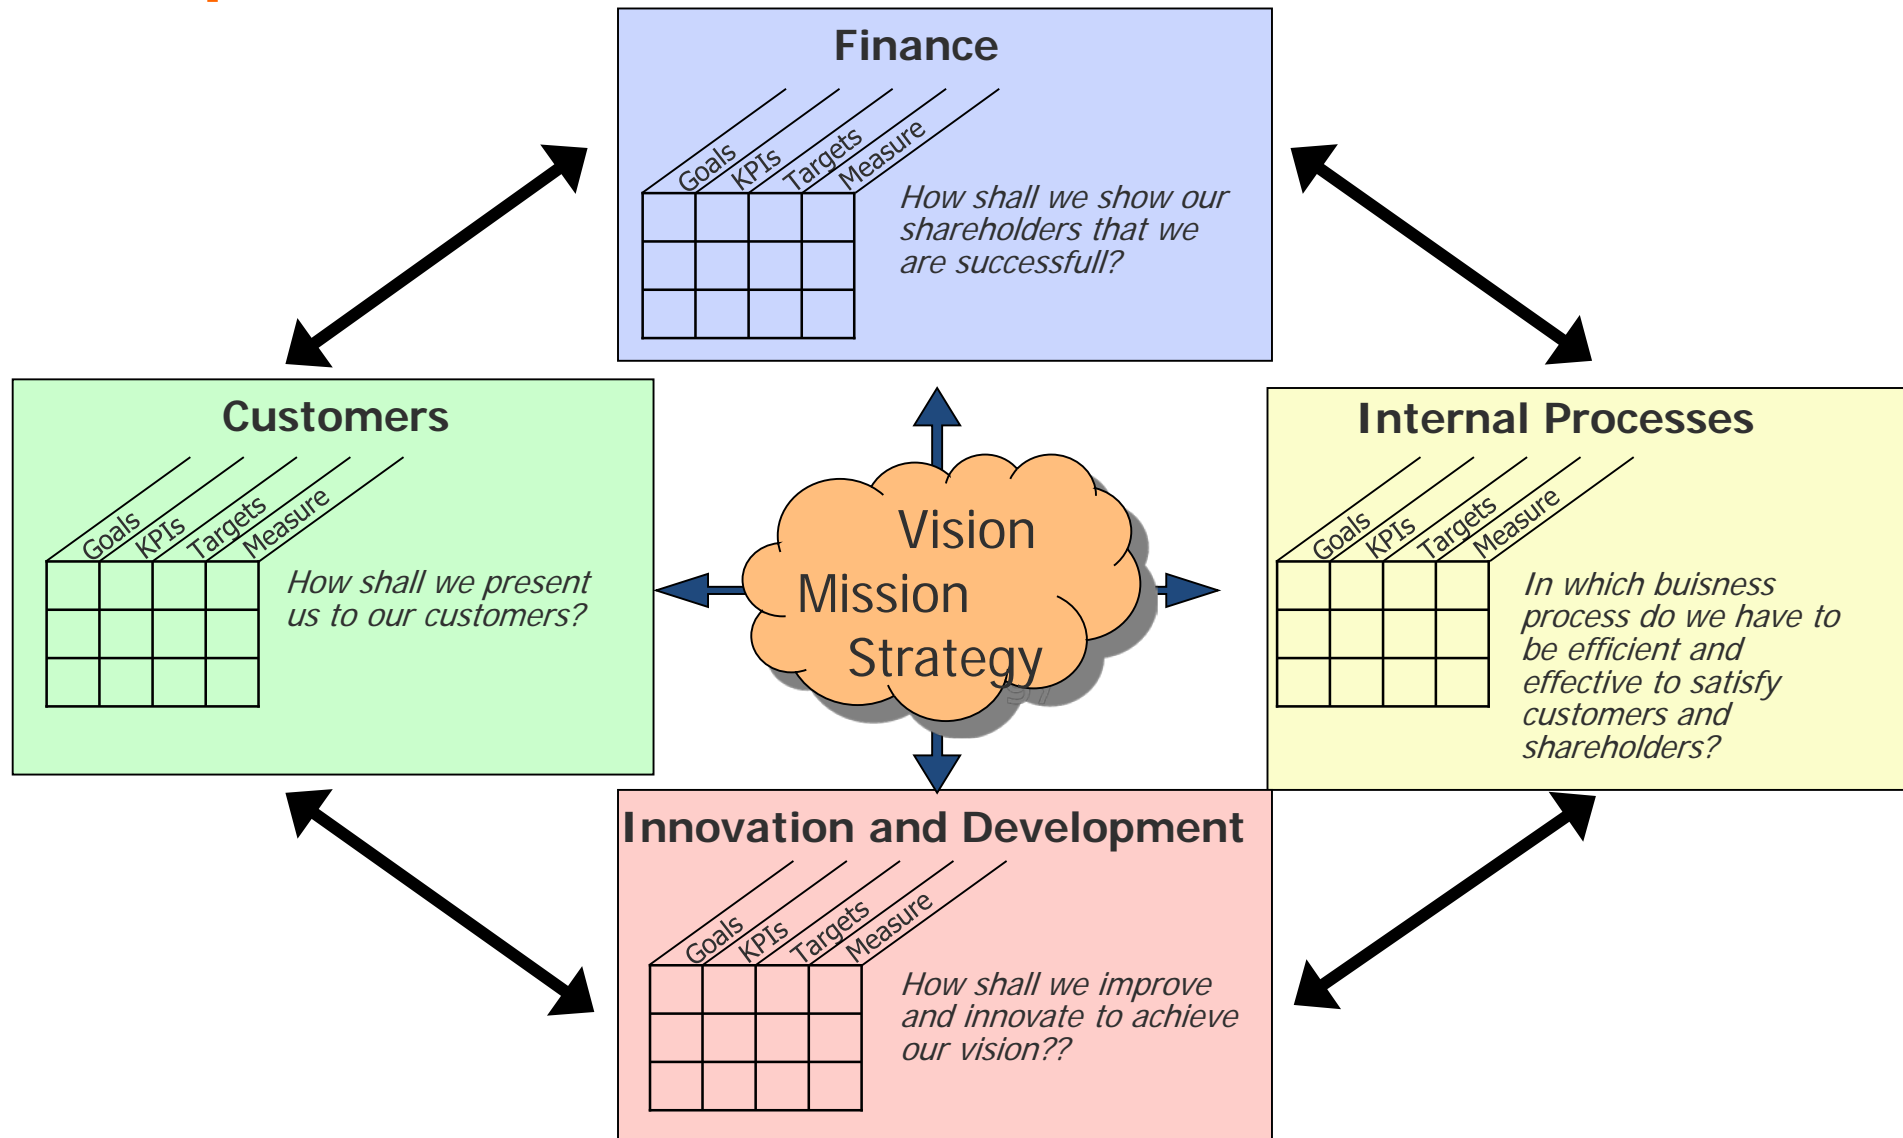 Finance
Goals
KPIs
Targets
Measure
How shall we show our
shareholders that we
are successfull?
Customers
Goals
KPIs
Targets
Measure
How shall we present
us to our customers?
Vision
Mission
Strategy
Internal Processes
Goals
KPIs
Targets
Measure
In which buisness
process do we have to
be efficient and
effective to satisfy
customers and
shareholders?
Innovation and Development
Goals
KPIs
Targets
Measure
How shall we improve
and innovate to achieve
our vision??